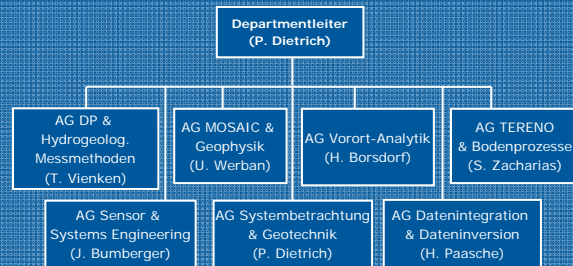 Departmentleiter
(P. Dietrich)
AG DP &
Hydrogeolog.
Messmethoden
(T. Vienken)
AG MOSAIC &
Geophysik
(U. Werban)
AG Vorort-Analytik
(H. Borsdorf)
AG TERENO
& Bodenprozesse
(S. Zacharias)
AG Sensor &
Systems Engineering
(J. Bumberger)
AG Systembetrachtung
& Geotechnik
(P. Dietrich)
AG Datenintegration
& Dateninversion
(H. Paasche)